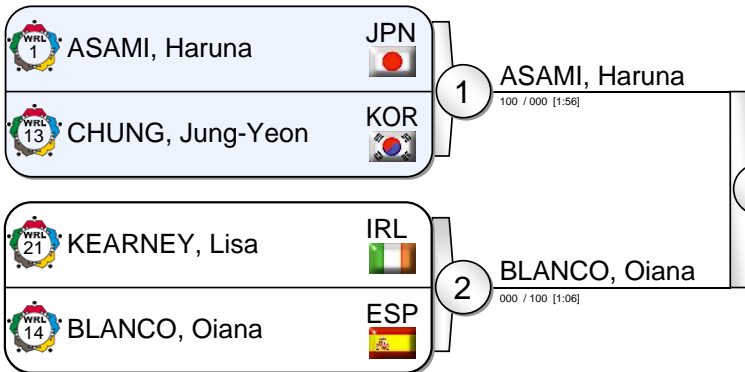 WRL
1
ASAMI, Haruna
JPN
WRL
13
CHUNG, Jung-Yeon
KOR
1
ASAMI, Haruna
100 / 000 [1:56]
WRL
21
KEARNEY, Lisa
IRL
WRL
14
BLANCO, Oiana
ESP
2
BLANCO, Oiana
000 / 100 [1:06]